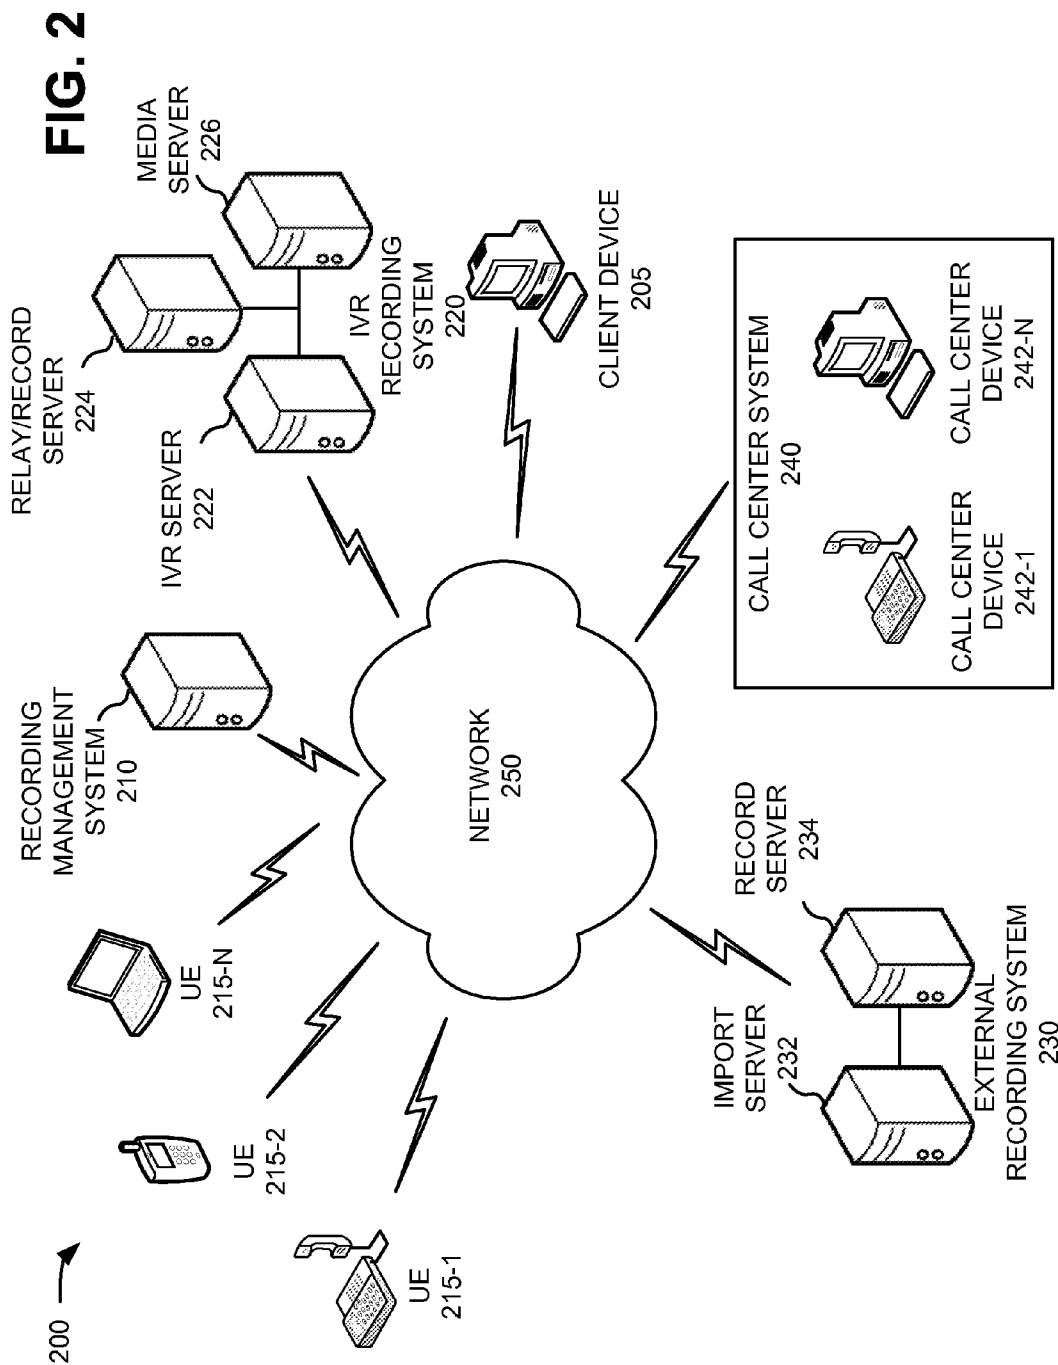 FIG. 2
200
UE
215-1
UE
215-2
UE
215-N
RECORDING
MANAGEMENT
SYSTEM
210
RELAY/RECORD
SERVER
224
MEDIA
SERVER
226
IVR SERVER
222
IVR
RECORDING
SYSTEM
220
CLIENT DEVICE
205
NETWORK
250
IMPORT
SERVER
232
RECORD
SERVER
234
EXTERNAL
RECORDING SYSTEM
230
CALL CENTER SYSTEM
240
CALL CENTER
DEVICE
242-1
CALL CENTER
DEVICE
242-N